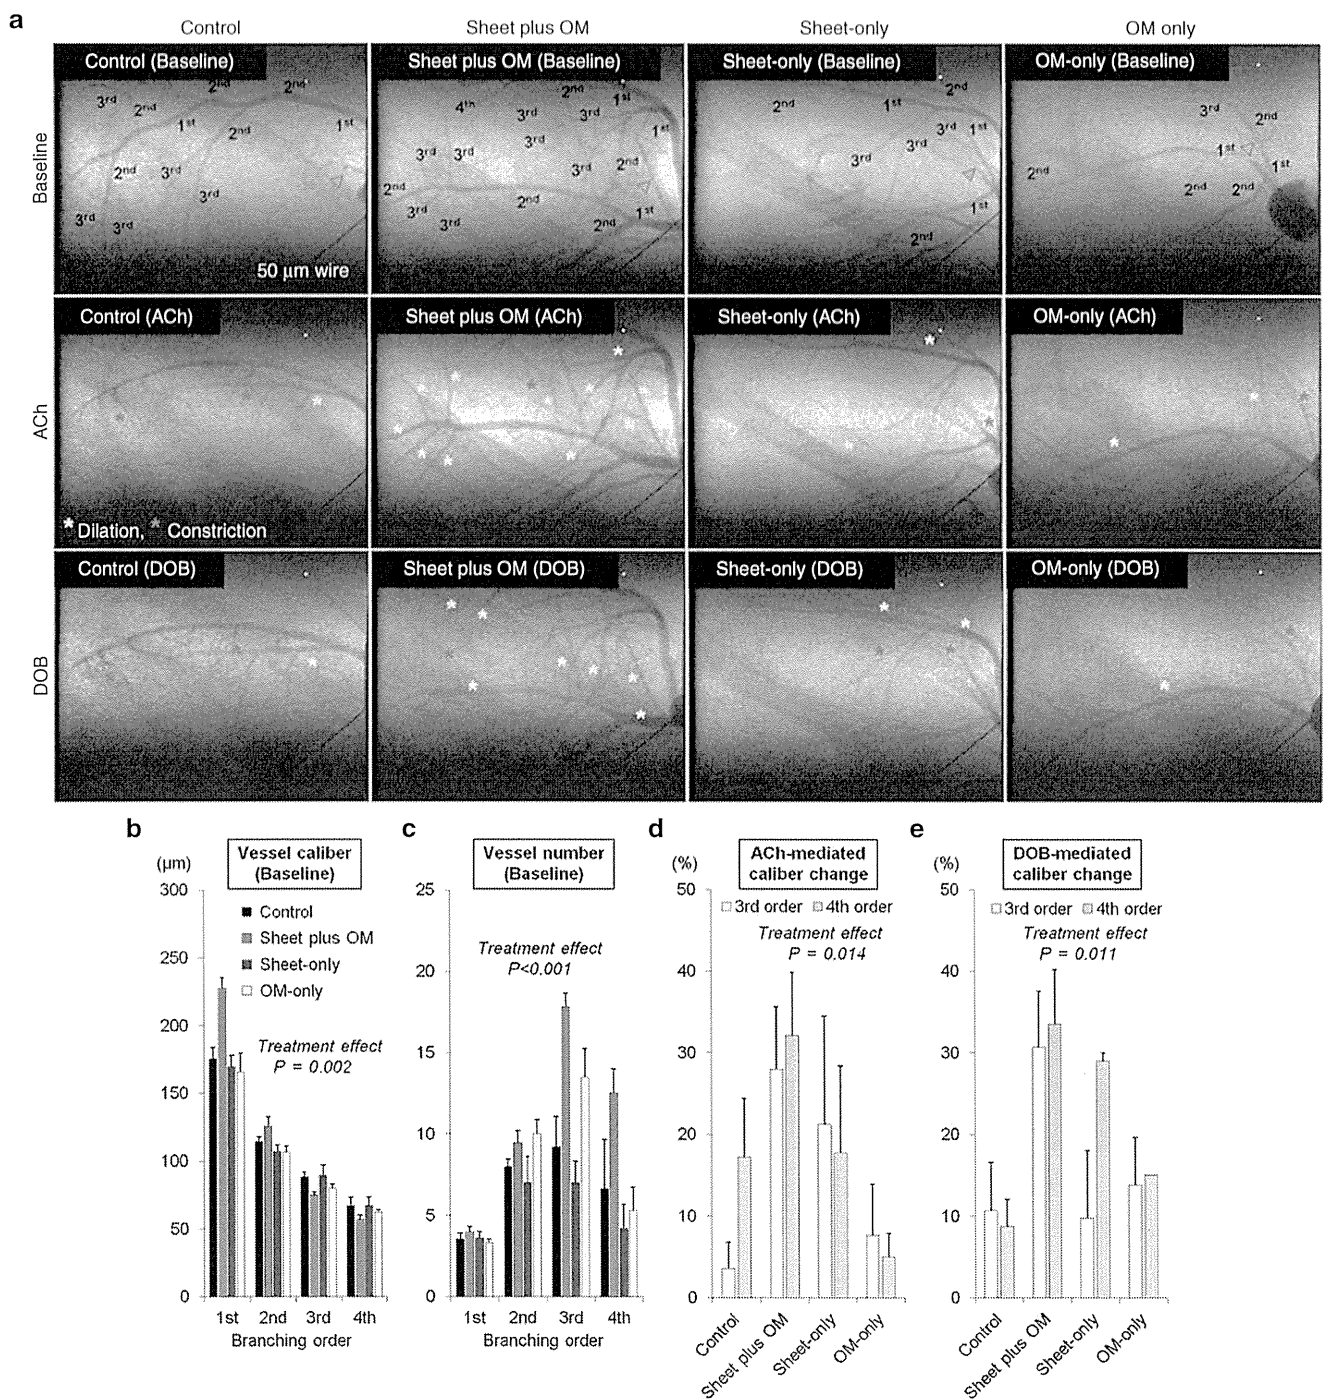 a
Control Sheet plus OM Sheet-only OM only
Baseline
Control (Baseline)
2nd 2nd
3rd 2nd
1st 2nd 1st
2nd 3rd
3rd
3rd 3rd
50 µm wire
Sheet plus OM (Baseline)
2nd 1st
4th 3rd 3rd
1st
3rd
3rd 3rd 3rd 2nd
2nd 2nd
3rd 1st
3rd 2nd
Sheet-only (Baseline)
2nd
2nd 1st
3rd 1st
3rd
3rd
1st
2nd
OM-only (Baseline)
3rd 2nd
1st
1st
2nd
2nd 2nd
ACh
Control (ACh)
* Dilation, * Constriction
Sheet plus OM (ACh)
Sheet-only (ACh)
OM-only (ACh)
DOB
Control (DOB)
Sheet plus OM (DOB)
Sheet-only (DOB)
OM-only (DOB)
b
Vessel caliber
(Baseline)
(µm)
300
250
200
150
100
50
0
Control
Sheet plus OM
Sheet-only
OM-only
Treatment effect
P = 0.002
1st 2nd 3rd 4th
Branching order
c
Vessel number
(Baseline)
25
20
15
10
5
0
Treatment effect
P<0.001
1st 2nd 3rd 4th
Branching order
d
ACh-mediated
caliber change
(%)
50
40
30
20
10
0
3rd order 4th order
Treatment effect
P = 0.014
Control Sheet plus OM Sheet-only OM-only
e
DOB-mediated
caliber change
(%)
50
40
30
20
10
0
3rd order 4th order
Treatment effect
P = 0.011
Control Sheet plus OM Sheet-only OM-only